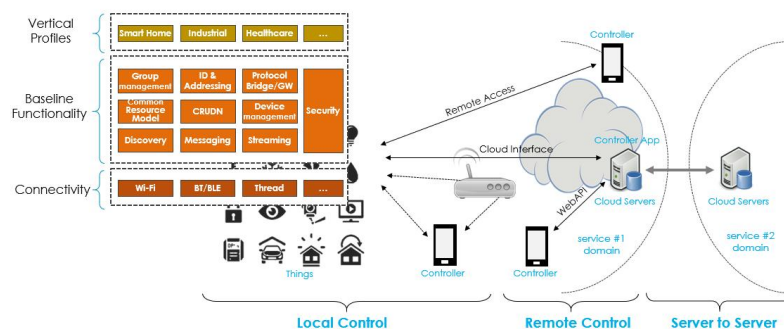 Vertical
Profiles
Smart Home
Industrial
Healthcare
...
Baseline
Functionality
Group
management
ID &
Addressing
Protocol
Bridge/GW
Security
Common
Resource
Model
CRUDN
Device
management
Discovery
Messaging
Streaming
Connectivity
Wi-Fi
BT/BLE
Thread
...
Things
Controller
Remote Access
Cloud Interface
Controller
Controller App
Cloud Servers
WebAPI
Controller
service #1
domain
Cloud Servers
service #2
domain
Local Control
Remote Control
Server to Server